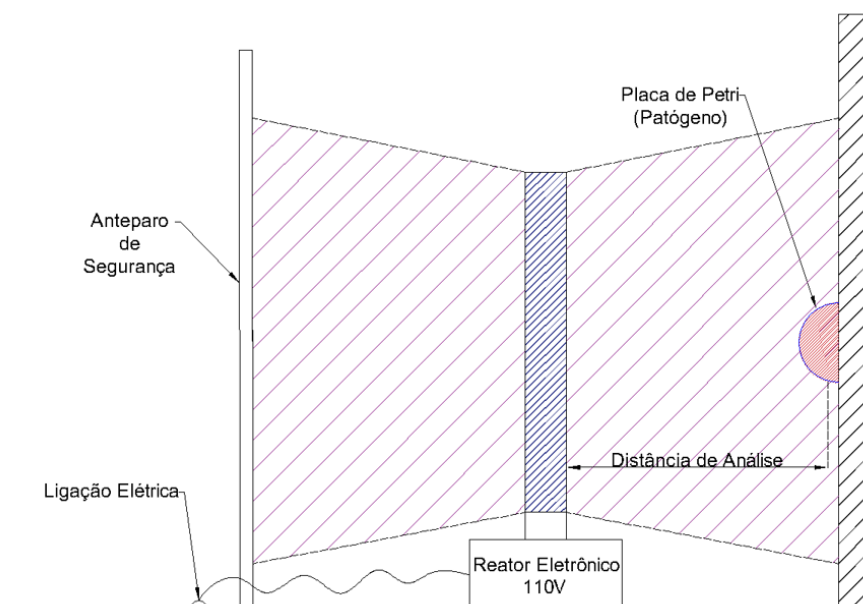 Placa de Petri
(Patógeno)
Anteparo
de
Segurança
Distância de Análise
Ligação Elétrica
Reator Eletrônico
110V